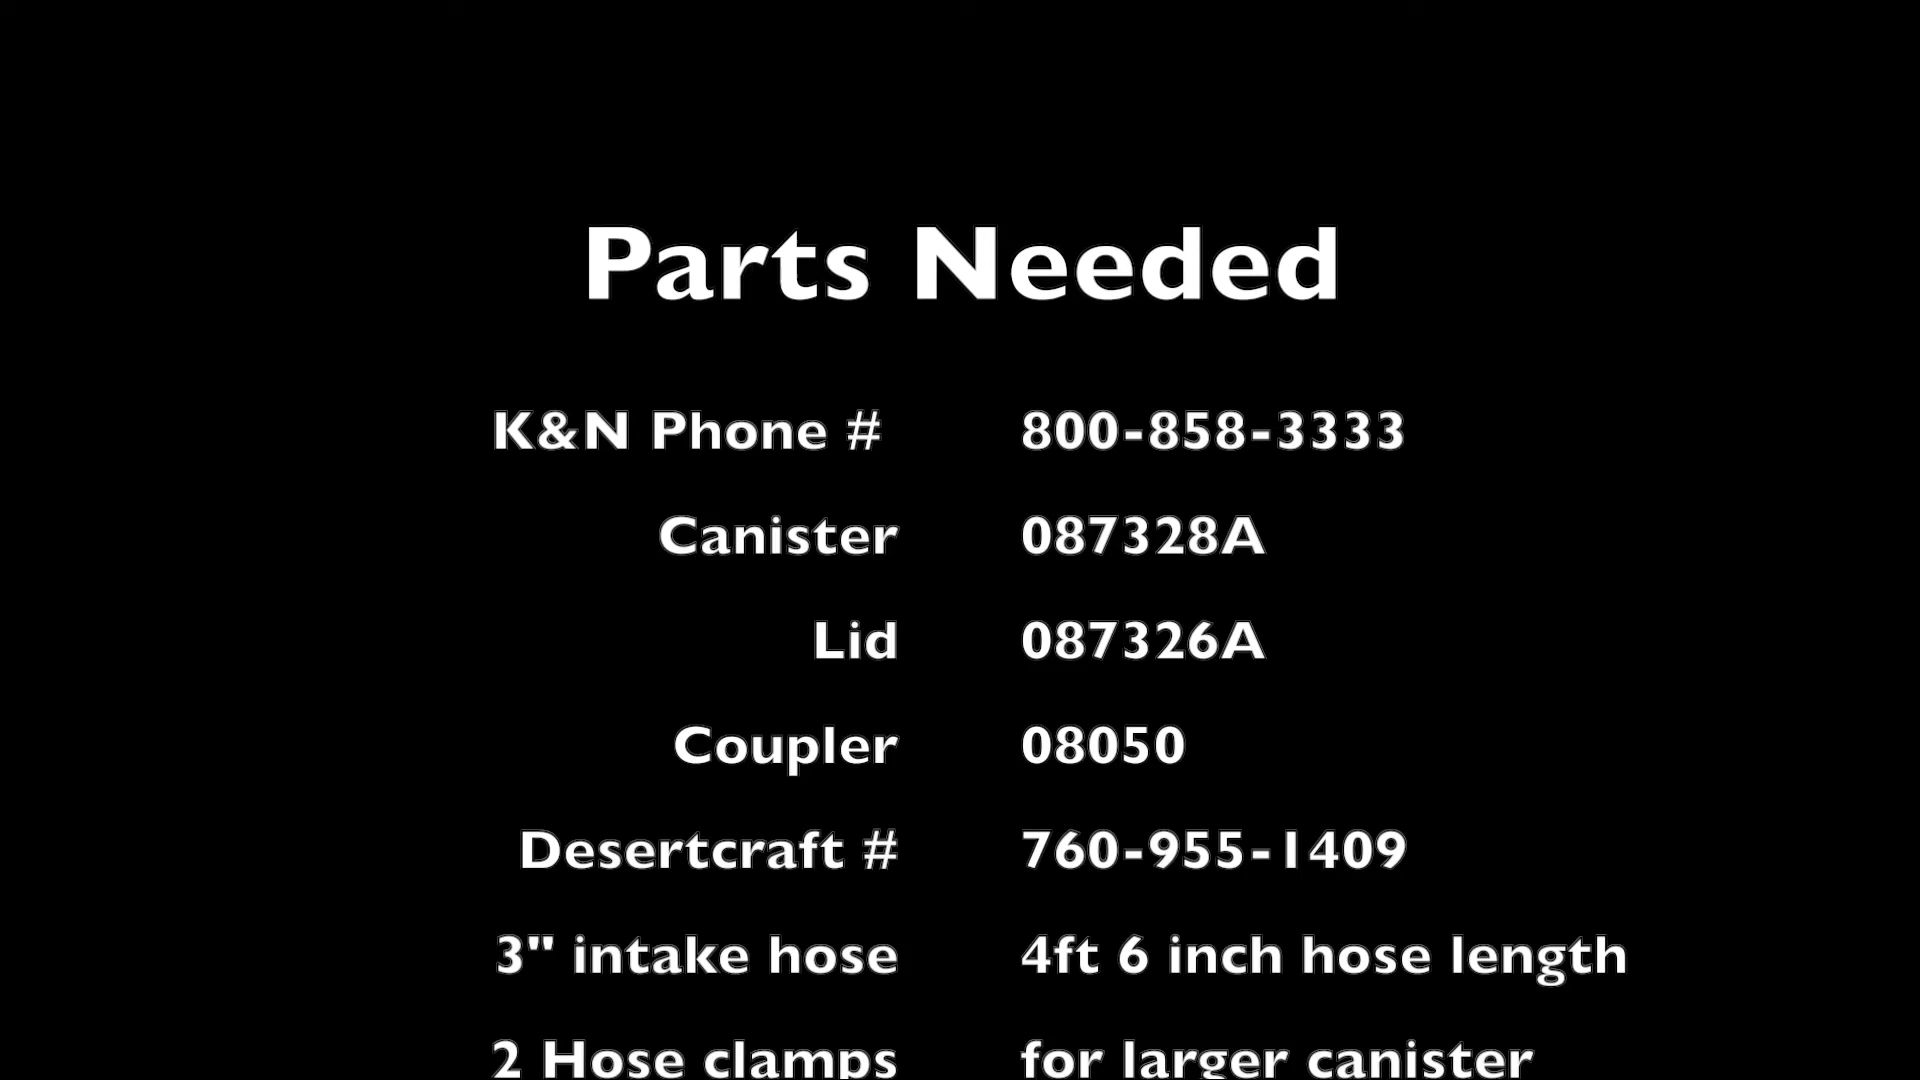 Parts Needed
K&N Phone # 800-858-3333
Canister 087328A
Lid 087326A
Coupler 08050
Desertcraft # 760-955-1409
3" intake hose 4ft 6 inch hose length
2 Hose clamps for larger canister